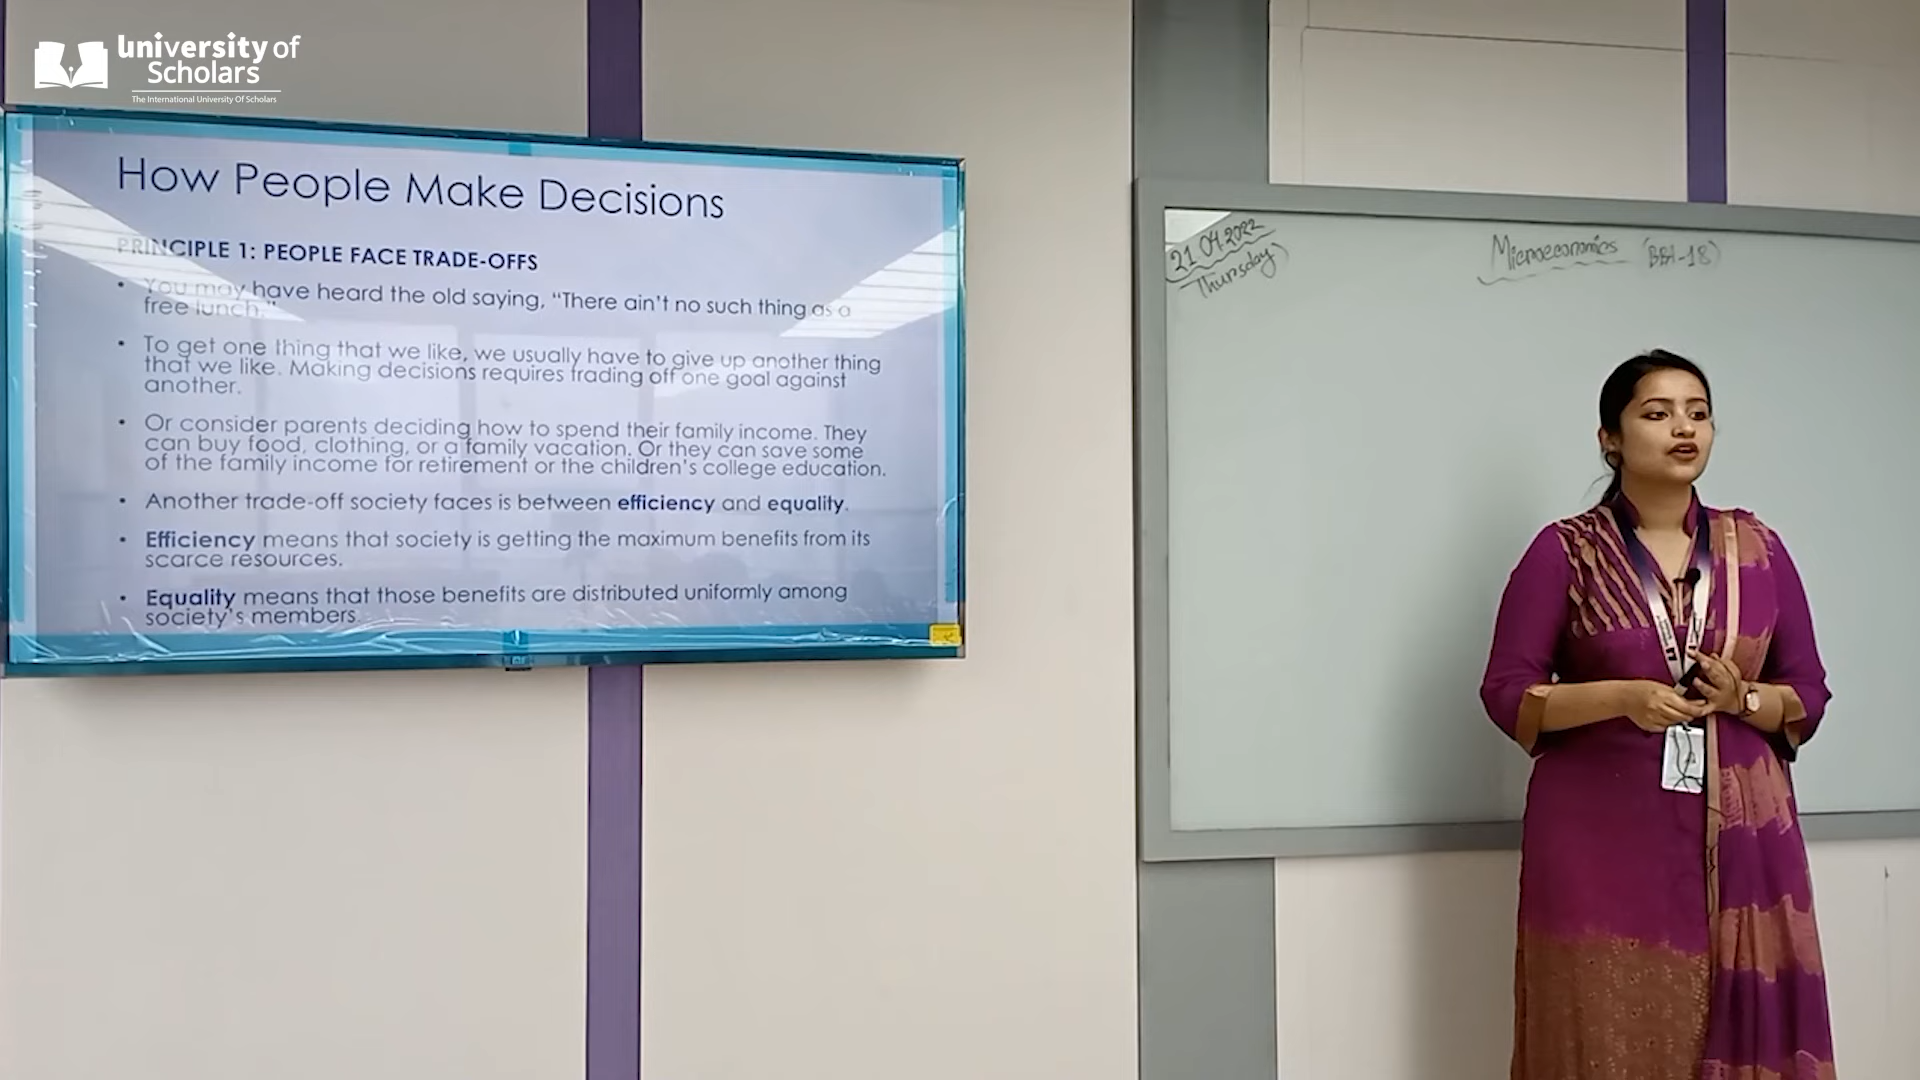 University of
Scholars
The International University Of Scholars
How People Make Decisions
PRINCIPLE 1: PEOPLE FACE TRADE-OFFS
• You may have heard the old saying, “There ain’t no such thing as a
free lunch.”
• To get one thing that we like, we usually have to give up another thing
that we like. Making decisions requires trading off one goal against
another.
• Or consider parents deciding how to spend their family income. They
can buy food, clothing, or a family vacation. Or they can save some
of the family income for retirement or the children’s college education.
• Another trade-off society faces is between efficiency and equality.
• Efficiency means that society is getting the maximum benefits from its
scarce resources.
• Equality means that those benefits are distributed uniformly among
society’s members.
21.04.2022
Thursday
Microeconomics